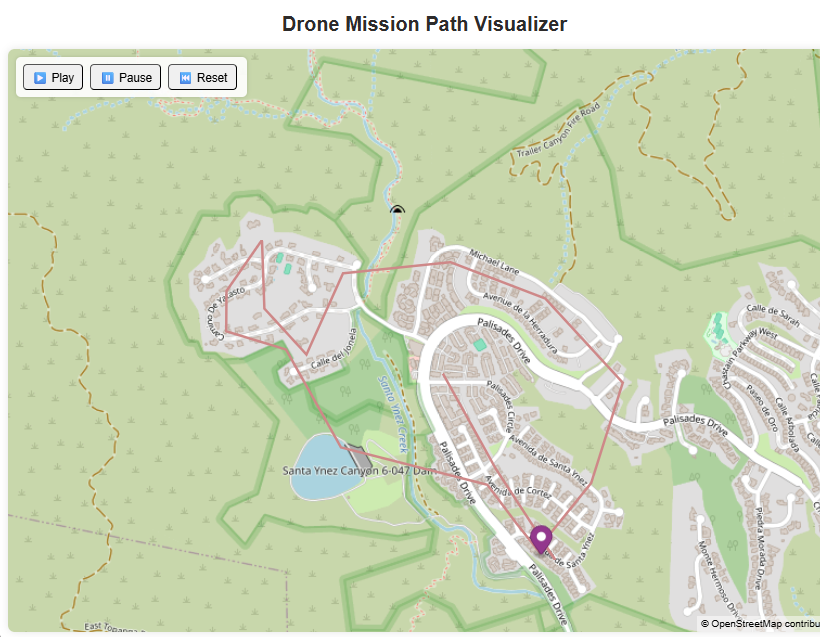 Drone Mission Path Visualizer
Play
Pause
Reset
Trailer Canyon Fire Road
Michael Lane
Avenue de la Herradura
Camino De Yatasto
Calle del Jonela
Palisades Drive
Calle de Sarah
Chastain Parkway West
Paseo de Oro
Calle Arbolada
Santa Ynez Creek
Palisades Circle
Palisades Drive
Avenida de Santa Ynez
Santa Ynez Canyon 6-047 Dam
Palisades Drive
Avenida de Cortez
de Santa Ynez
Piedra Morada Drive
Monte Hermoso Drive
Palisades Drive
East Topanga
© OpenStreetMap contribu